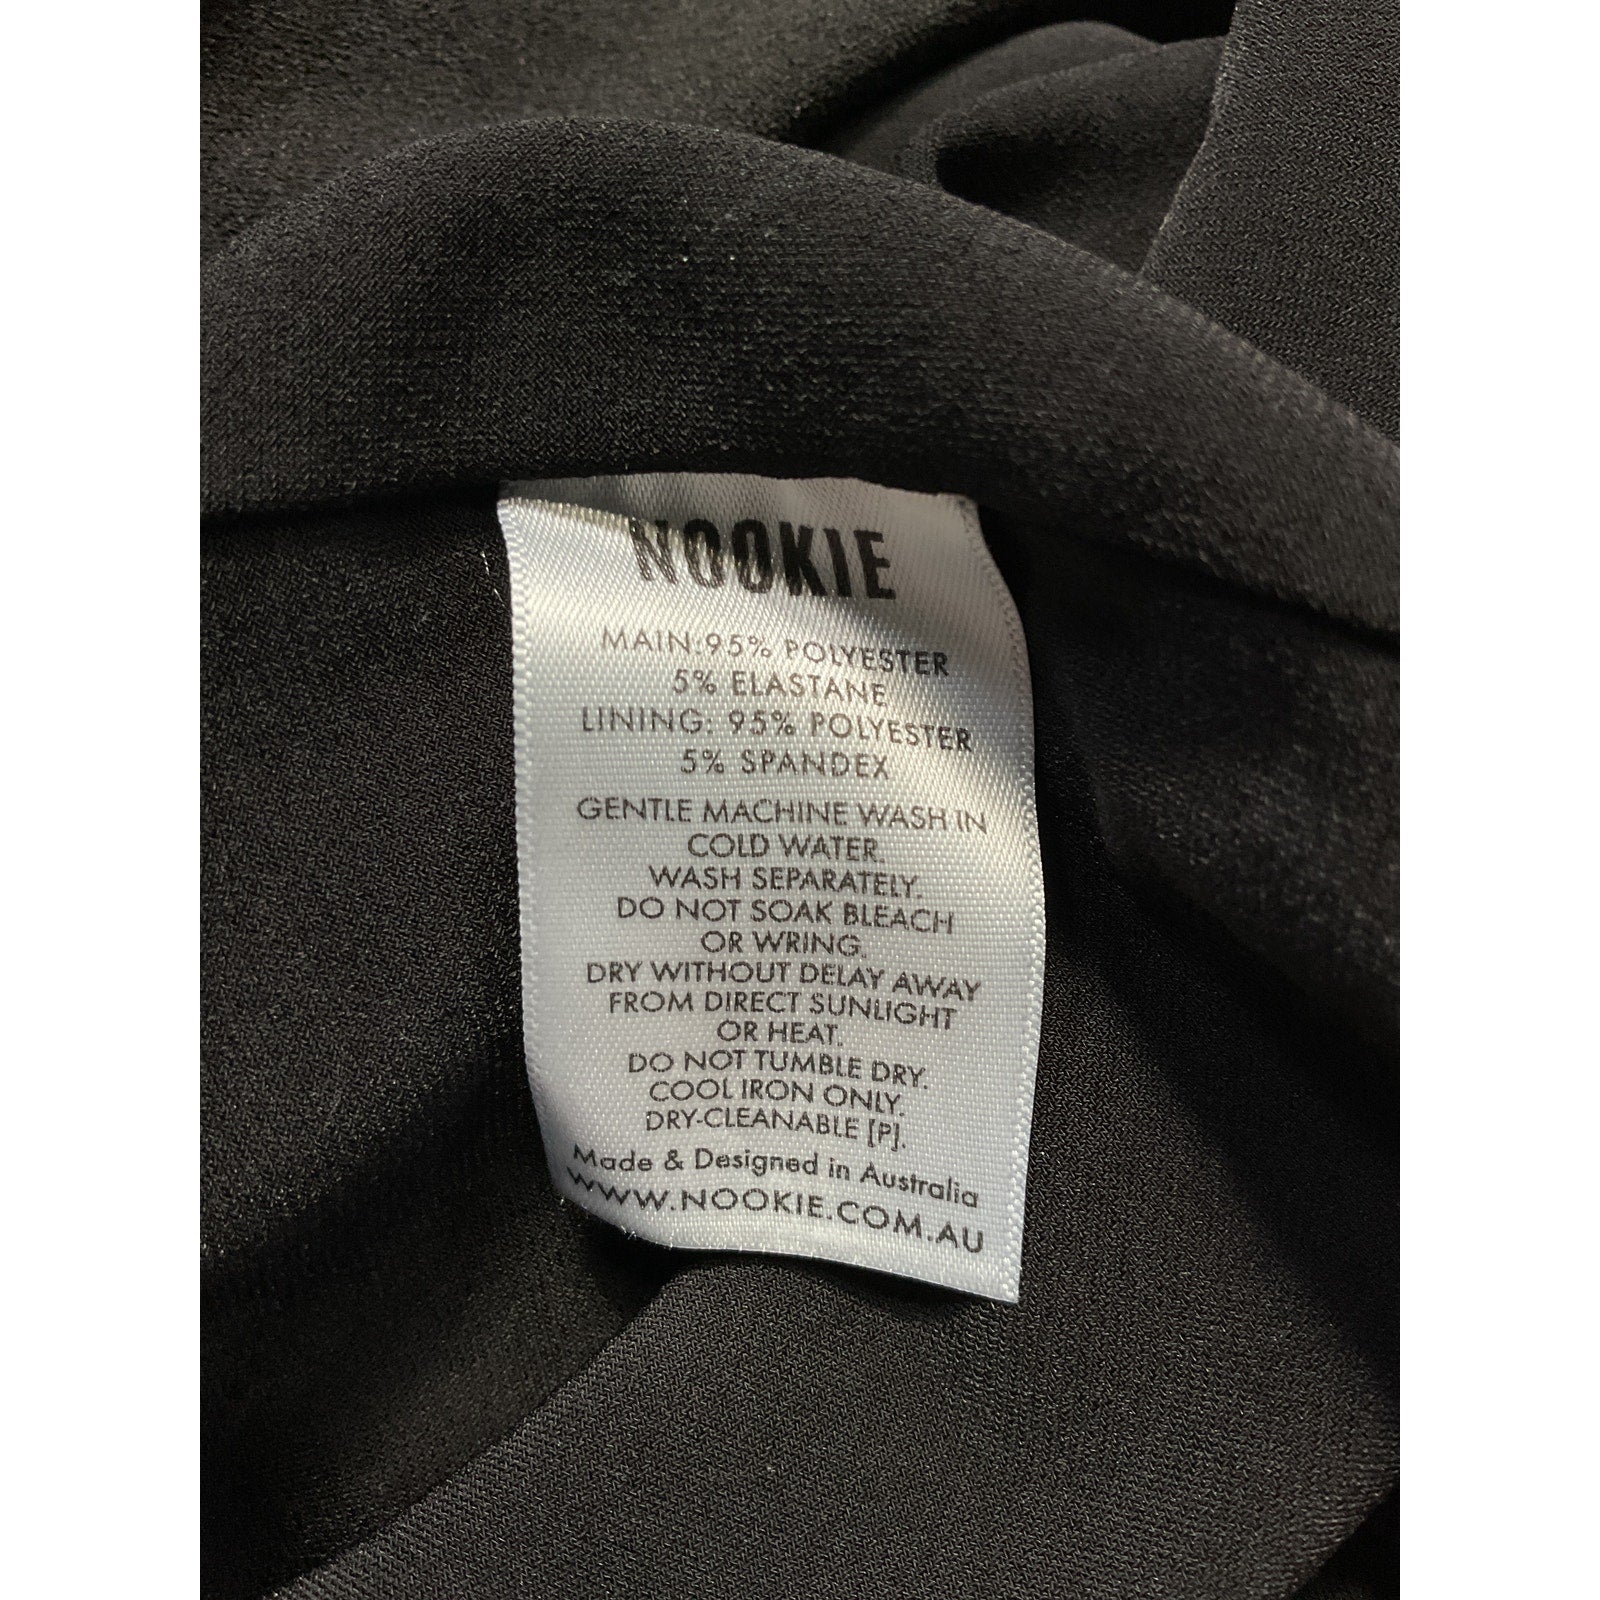 NOOKIE
MAIN:95% POLYESTER
5% ELASTANE
LINING: 95% POLYESTER
5% SPANDEX
GENTLE MACHINE WASH IN
COLD WATER.
WASH SEPARATELY.
DO NOT SOAK BLEACH
OR WRING.
DRY WITHOUT DELAY AWAY
FROM DIRECT SUNLIGHT
OR HEAT.
DO NOT TUMBLE DRY.
COOL IRON ONLY.
DRY-CLEANABLE [P].
Made & Designed in Australia
WWW.NOOKIE.COM.AU